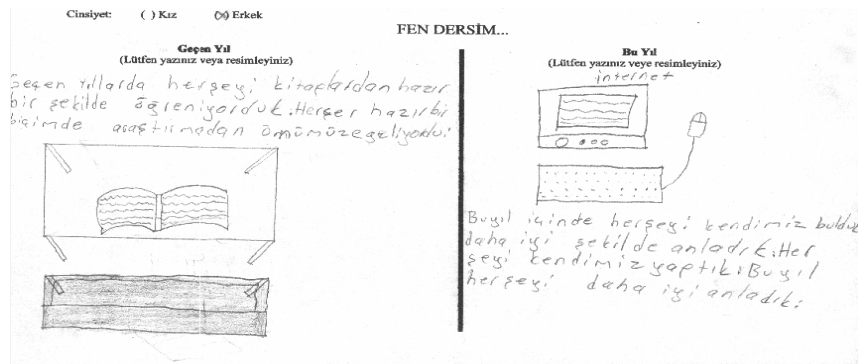 Cinsiyet: ( ) Kız (x) Erkek
FEN DERSİM...
Geçen Yıl
(Lütfen yazınız veya resimleyiniz)
Geçen yıllarda herşeyi kitaplardan hazır
bir şekilde öğreniyorduk. Herşey hazır bir
biçimde araştırmadan önümüze geliyordu.
Bu Yıl
(Lütfen yazınız veya resimleyiniz)
internet
Bu yıl içinde herşeyi kendimiz bulduk
daha iyi şekilde anladık. Her
şeyi kendimiz yaptık. Bu yıl
herşeyi daha iyi anladık.